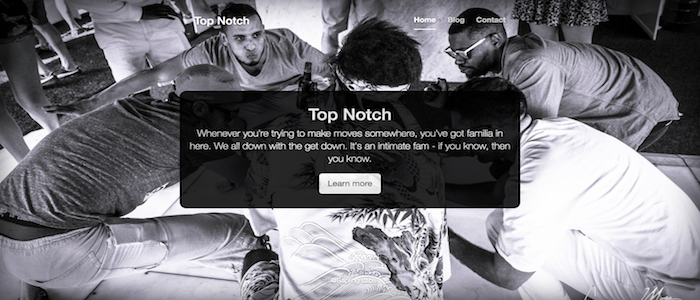 Top Notch
Home Blog Contact
Top Notch
Whenever you're trying to make moves somewhere, you've got familia in
here. We all down with the get down. It's an intimate fam - if you know, then
you know.
Learn more